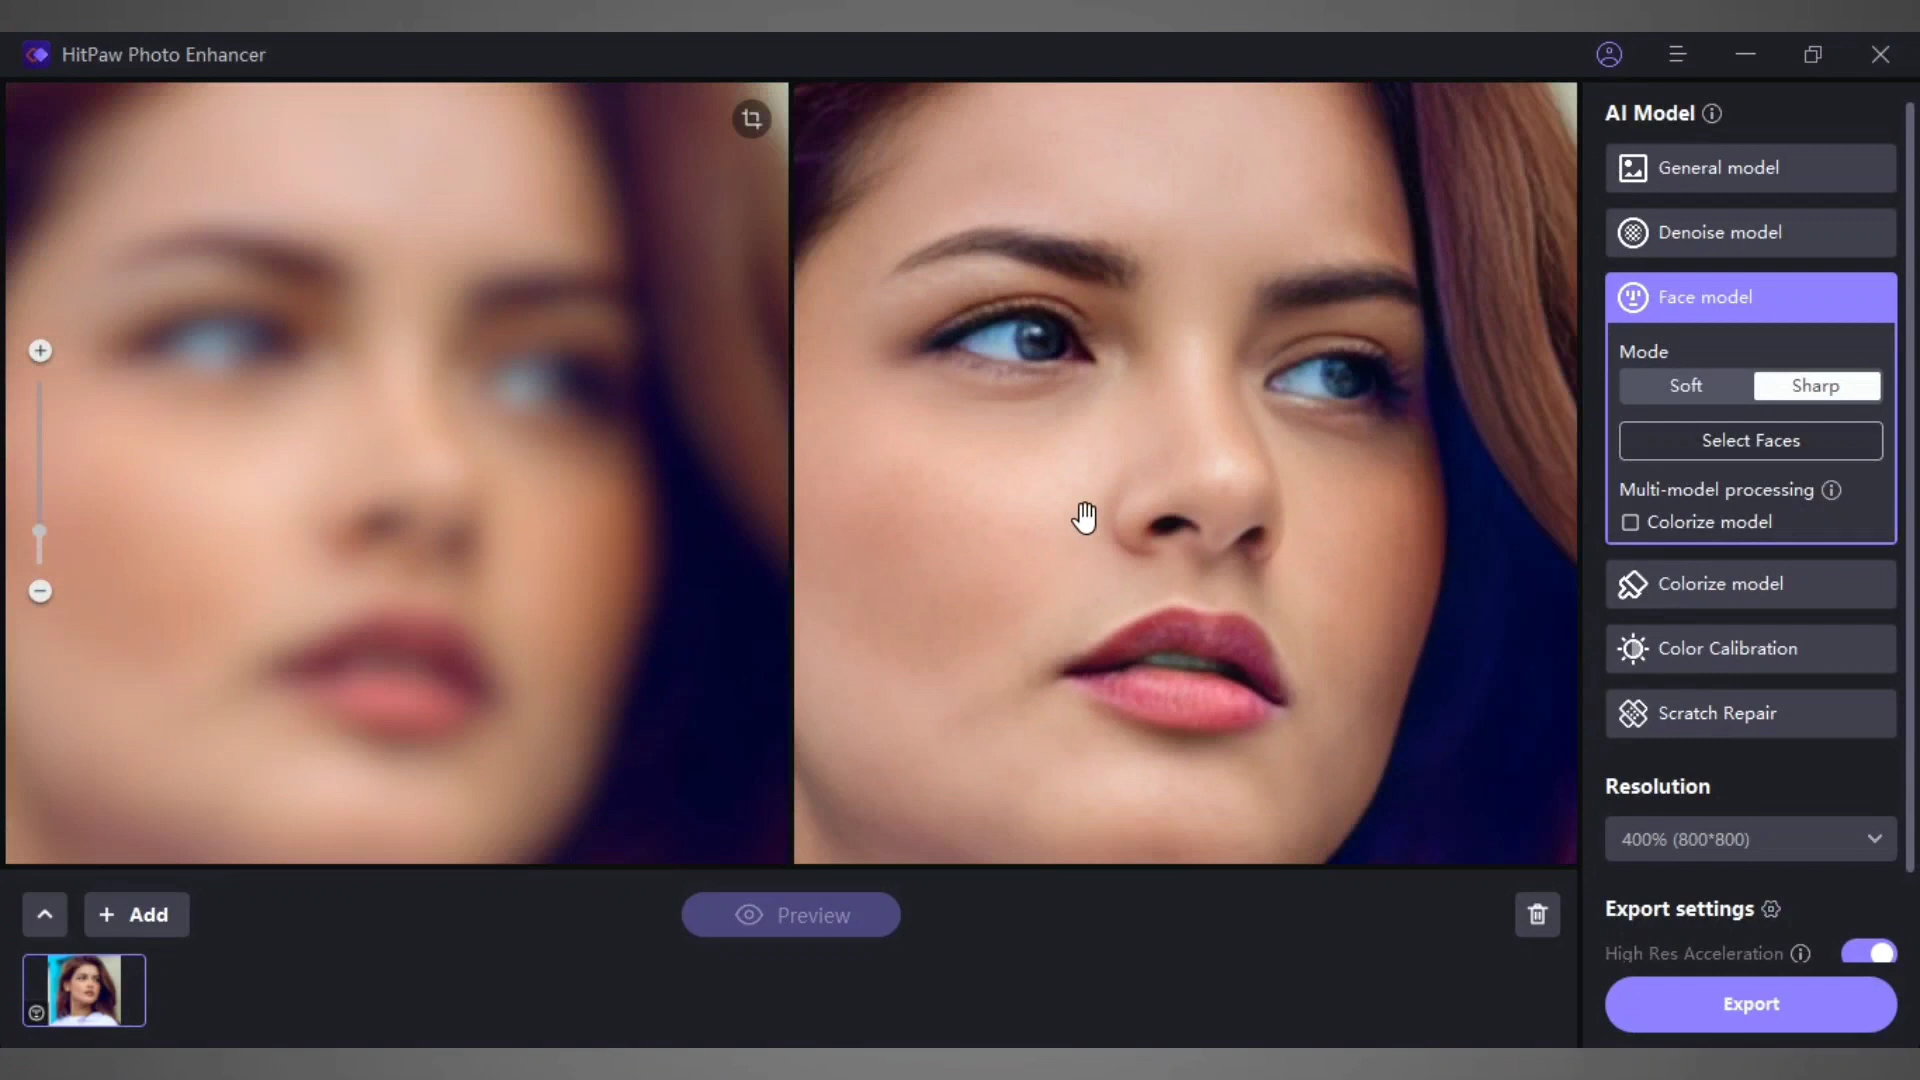 HitPaw Photo Enhancer
AI Model
General model
Denoise model
Face model
Mode
Soft
Sharp
Select Faces
Multi-model processing
Colorize model
Colorize model
Color Calibration
Scratch Repair
Resolution
400% (800*800)
Export settings
High Res Acceleration
Export
Add
Preview